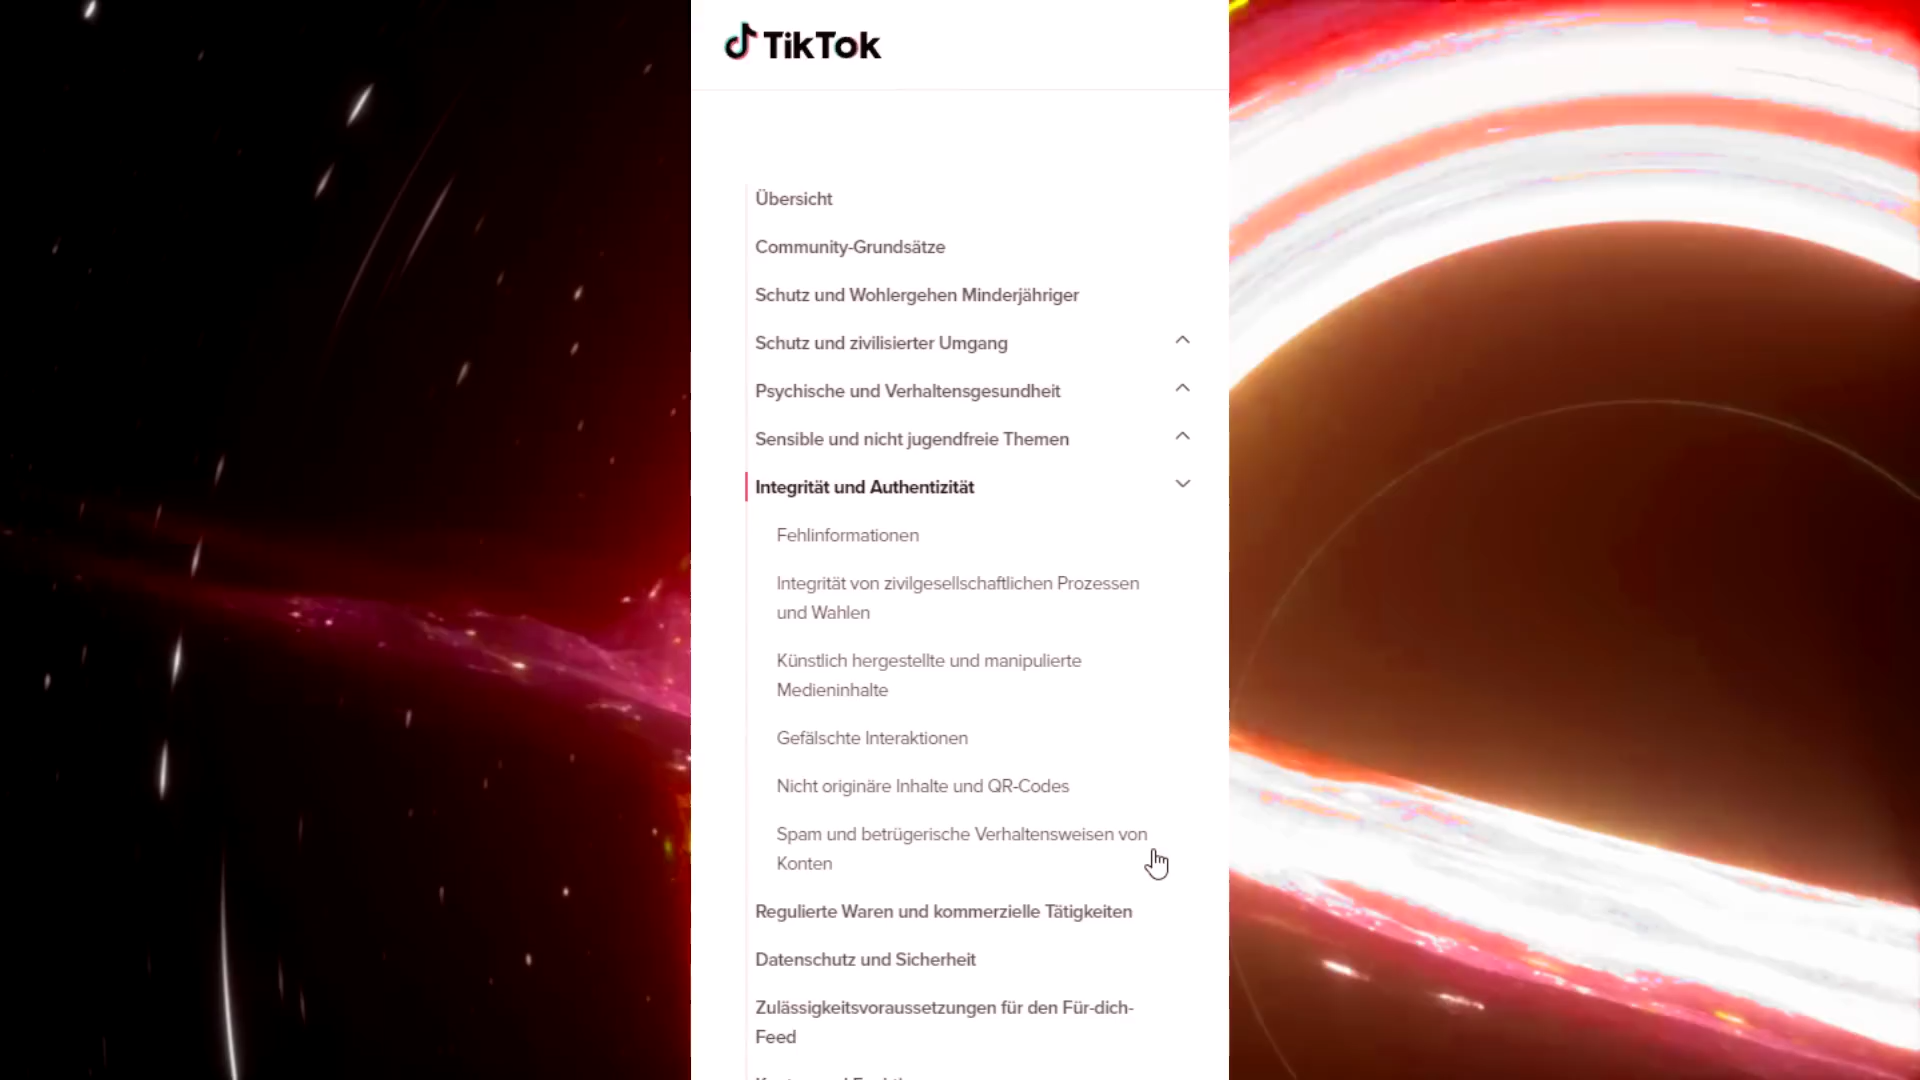 TikTok
Übersicht
Community-Grundsätze
Schutz und Wohlergehen Minderjähriger
Schutz und zivilisierter Umgang
Psychische und Verhaltensgesundheit
Sensible und nicht jugendfreie Themen
Integrität und Authentizität
Fehlinformationen
Integrität von zivilgesellschaftlichen Prozessen
und Wahlen
Künstlich hergestellte und manipulierte
Medieninhalte
Gefälschte Interaktionen
Nicht originäre Inhalte und QR-Codes
Spam und betrügerische Verhaltensweisen von
Konten
Regulierte Waren und kommerzielle Tätigkeiten
Datenschutz und Sicherheit
Zulässigkeitsvoraussetzungen für den Für-dich-
Feed